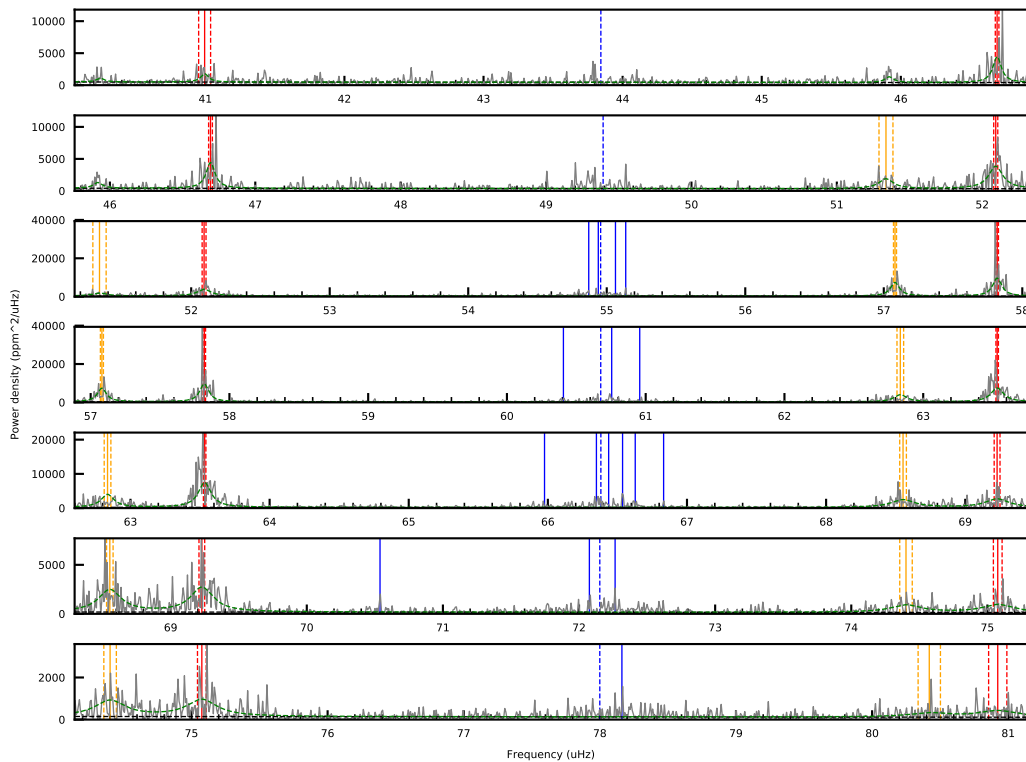 10000
5000
0
41 42 43 44 45 46
10000
5000
0
46 47 48 49 50 51 52
40000
20000
0
52 53 54 55 56 57 58
40000
20000
0
57 58 59 60 61 62 63
20000
10000
0
63 64 65 66 67 68 69
5000
0
69 70 71 72 73 74 75
2000
0
75 76 77 78 79 80 81
Power density (ppm^2/uHz)
Frequency (uHz)